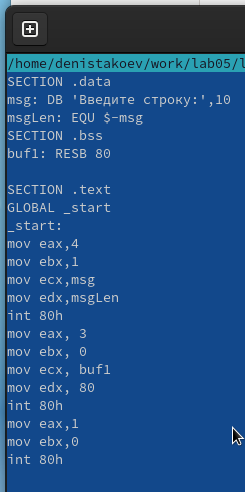 /home/denistakoev/work/lab05/
SECTION .data
msg: DB 'Введите строку:',10
msgLen: EQU $-msg
SECTION .bss
buf1: RESB 80
SECTION .text
GLOBAL _start
_start:
mov eax,4
mov ebx,1
mov ecx,msg
mov edx,msgLen
int 80h
mov eax, 3
mov ebx, 0
mov ecx, buf1
mov edx, 80
int 80h
mov eax,1
mov ebx,0
int 80h